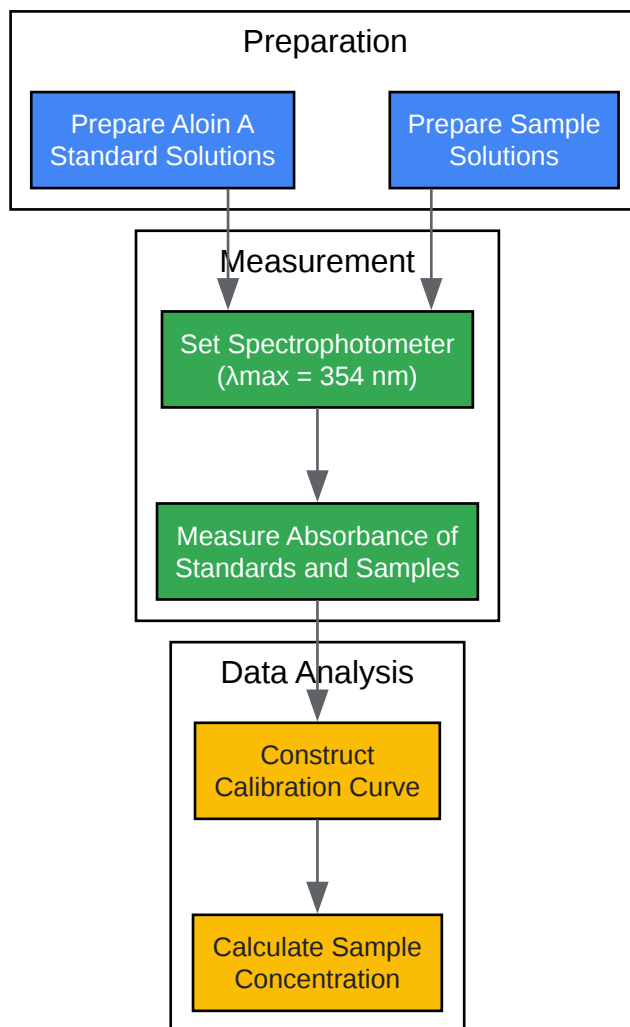 Preparation
Prepare Aloin A
Standard Solutions
Prepare Sample
Solutions
Measurement
Set Spectrophotometer
(λmax = 354 nm)
Measure Absorbance of
Standards and Samples
Data Analysis
Construct
Calibration Curve
Calculate Sample
Concentration